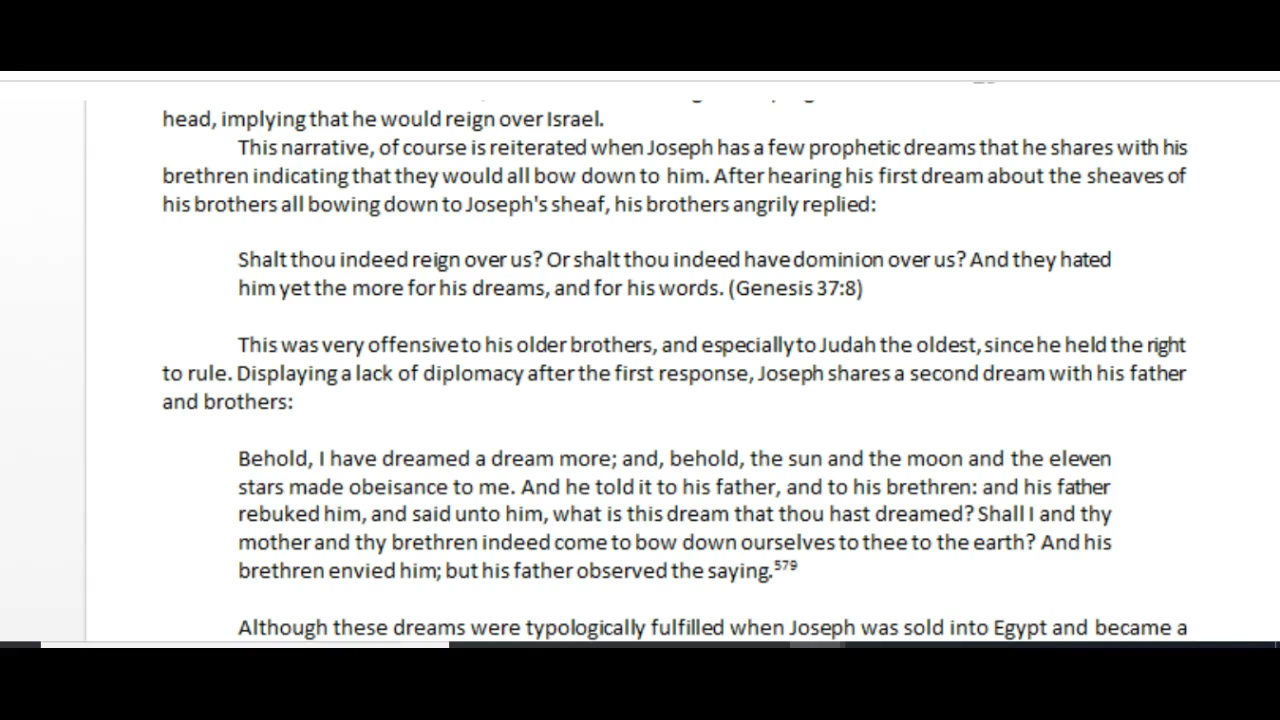 head, implying that he would reign over Israel.
This narrative, of course is reiterated when Joseph has a few prophetic dreams that he shares with his
brethren indicating that they would all bow down to him. After hearing his first dream about the sheaves of
his brothers all bowing down to Joseph's sheaf, his brothers angrily replied:
Shalt thou indeed reign over us? Or shalt thou indeed have dominion over us? And they hated
him yet the more for his dreams, and for his words. (Genesis 37:8)
This was very offensive to his older brothers, and especially to Judah the oldest, since he held the right
to rule. Displaying a lack of diplomacy after the first response, Joseph shares a second dream with his father
and brothers:
Behold, I have dreamed a dream more; and, behold, the sun and the moon and the eleven
stars made obeisance to me. And he told it to his father, and to his brethren: and his father
rebuked him, and said unto him, what is this dream that thou hast dreamed? Shall I and thy
mother and thy brethren indeed come to bow down ourselves to thee to the earth? And his
brethren envied him; but his father observed the saying.579
Although these dreams were typologically fulfilled when Joseph was sold into Egypt and became a